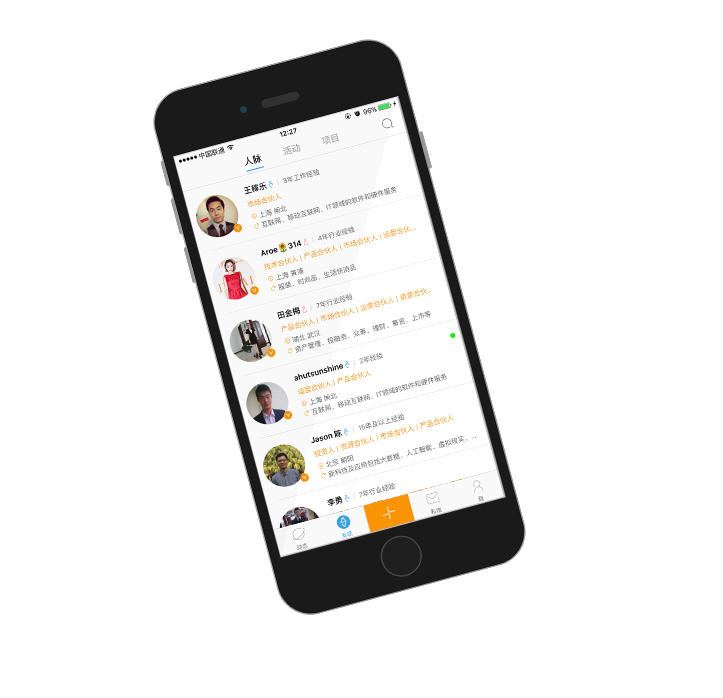 中国联通 12:27 96%
人脉 活动 项目
王稼乐 3年工作经验
市场合伙人
上海 闸北
互联网、移动互联网、IT领域的软件和硬件服务
Aroe 314 4年行业经验
技术合伙人 | 产品合伙人 | 市场合伙人 | 运营合伙...
上海 黄浦
服装、时尚品、生活快消品
田金梅 7年行业经验
产品合伙人 | 市场合伙人 | 运营合伙人 | 资源合伙...
湖北 武汉
资产管理、投融资、众筹、理财、募资、上市等
ahutsunshine 2年经验
运营合伙人 | 产品合伙人
上海 闸北
互联网、移动互联网、IT领域的软件和硬件服务
Jason 陈 16年及以上经验
投资人 | 资源合伙人 | 市场合伙人 | 产品合伙人
北京 朝阳
新科技及应用包括大数据、人工智能、虚拟现实、...
李勇 7年行业经验
动态 发现 私信 我